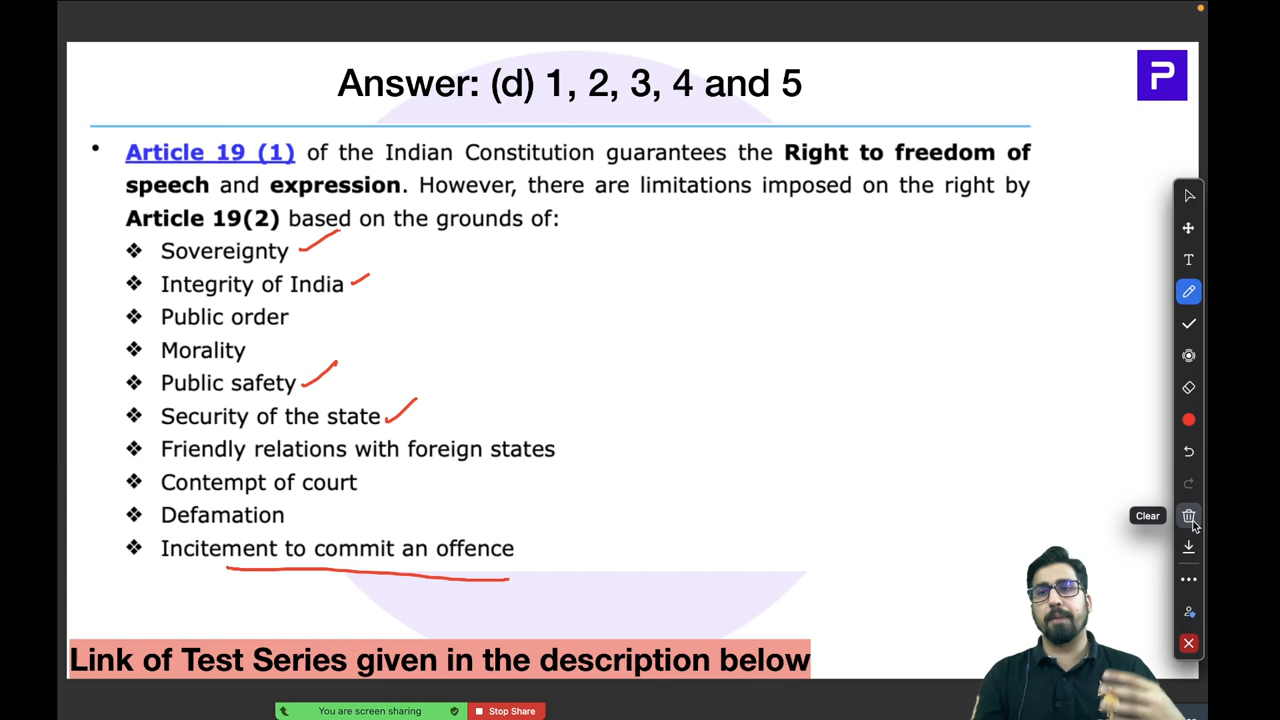 Answer: (d) 1, 2, 3, 4 and 5
P
• Article 19 (1) of the Indian Constitution guarantees the Right to freedom of
speech and expression. However, there are limitations imposed on the right by
Article 19(2) based on the grounds of:
❖ Sovereignty
❖ Integrity of India
❖ Public order
❖ Morality
❖ Public safety
❖ Security of the state
❖ Friendly relations with foreign states
❖ Contempt of court
❖ Defamation
❖ Incitement to commit an offence
T
Clear
Link of Test Series given in the description below
You are screen sharing
Stop Share